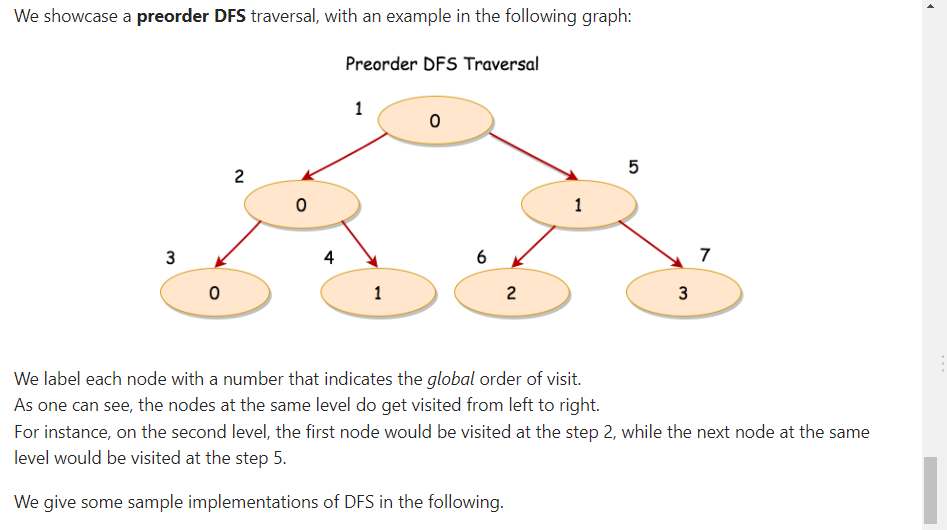 We showcase a preorder DFS traversal, with an example in the following graph:
Preorder DFS Traversal
1
0
2
5
0
1
3
4
6
7
0
1
2
3
We label each node with a number that indicates the global order of visit.
As one can see, the nodes at the same level do get visited from left to right.
For instance, on the second level, the first node would be visited at the step 2, while the next node at the same
level would be visited at the step 5.
We give some sample implementations of DFS in the following.